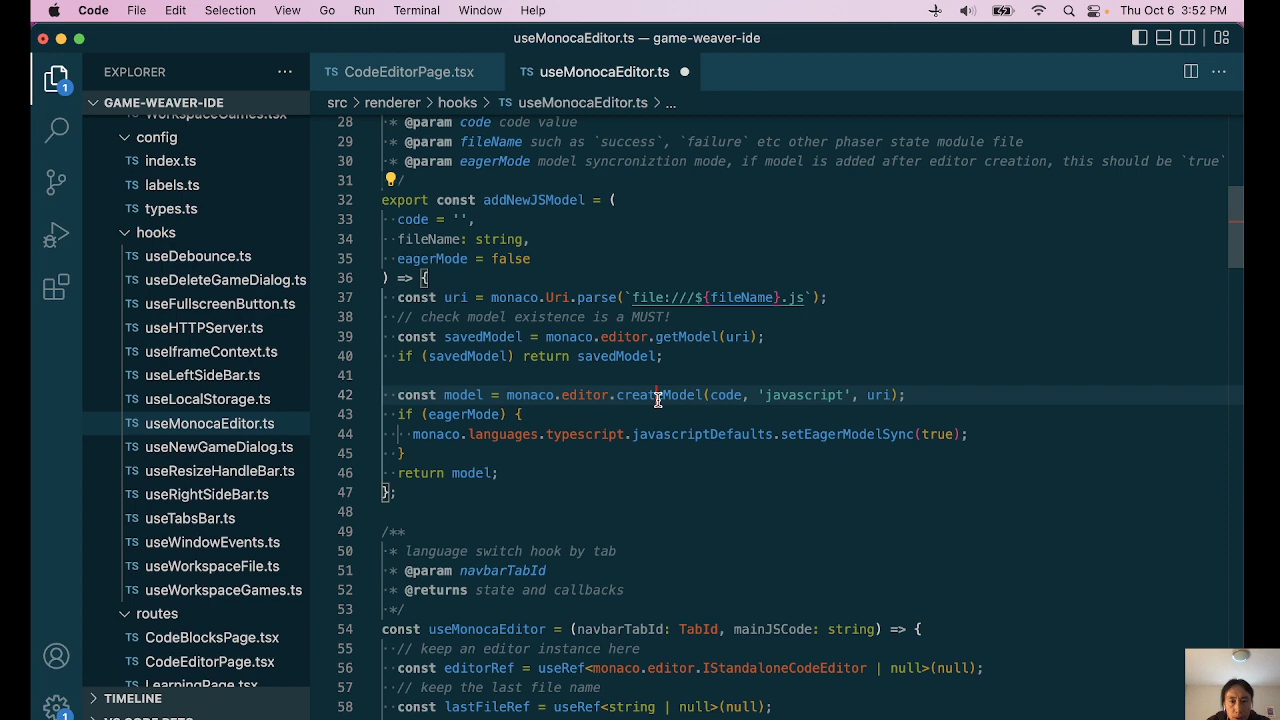 Code File Edit Selection View Go Run Terminal Window Help Thu Oct 6 3:52 PM
useMonocaEditor.ts — game-weaver-ide
EXPLORER ··· TS CodeEditorPage.tsx TS useMonocaEditor.ts ● ···
1
GAME-WEAVER-IDE
WorkspaceGames.tsx
config
TS index.ts
TS labels.ts
TS types.ts
hooks
TS useDebounce.ts
TS useDeleteGameDialog.ts
TS useFullscreenButton.ts
TS useHTTPServer.ts
TS useIframeContext.ts
TS useLeftSideBar.ts
TS useLocalStorage.ts
TS useMonocaEditor.ts
TS useNewGameDialog.ts
TS useResizeHandleBar.ts
TS useRightSideBar.ts
TS useTabsBar.ts
TS useWindowEvents.ts
TS useWorkspaceFile.ts
TS useWorkspaceGames.ts
routes
TS CodeBlocksPage.tsx
TS CodeEditorPage.tsx
TS LearningPage.tsx
TIMELINE
1
src > renderer > hooks > TS useMonocaEditor.ts > ...
28 * @param code code value
29 * @param fileName such as `success`, `failure` etc other phaser state module file
30 * @param eagerMode model syncroniztion mode, if model is added after editor creation, this should be `true`
31 */
32 export const addNewJSModel = (
33 code = '',
34 fileName: string,
35 eagerMode = false
36 ) => {
37 const uri = monaco.Uri.parse(`file:///${fileName}.js`);
38 // check model existence is a MUST!
39 const savedModel = monaco.editor.getModel(uri);
40 if (savedModel) return savedModel;
41
42 const model = monaco.editor.createModel(code, 'javascript', uri);
43 if (eagerMode) {
44 monaco.languages.typescript.javascriptDefaults.setEagerModelSync(true);
45 }
46 return model;
47 };
48
49 /**
50 * language switch hook by tab
51 * @param navbarTabId
52 * @returns state and callbacks
53 */
54 const useMonocaEditor = (navbarTabId: TabId, mainJSCode: string) => {
55 // keep an editor instance here
56 const editorRef = useRef<monaco.editor.IStandaloneCodeEditor | null>(null);
57 // keep the last file name
58 const lastFileRef = useRef<string | null>(null);